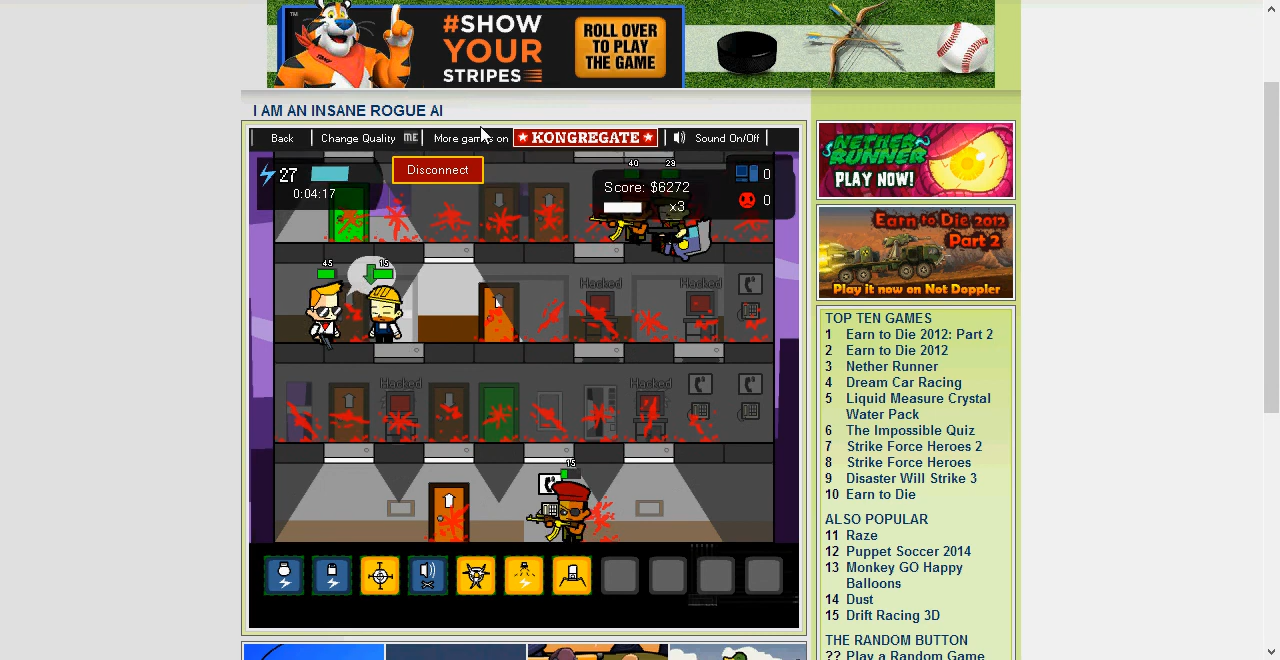 TM
#SHOW
YOUR
STRIPES
ROLL OVER
TO PLAY
THE GAME
TONY
I AM AN INSANE ROGUE AI
Back
Change Quality ME
More games on
KONGREGATE
Sound On/Off
NETHER
RUNNER
PLAY NOW!
27
0:04:17
Disconnect
40
28
Score: $6272
x3
0
0
45
15
Hacked
Hacked
Hacked
Hacked
15
Earn to Die 2012
Part 2
Play it now on Not Doppler
TOP TEN GAMES
1 Earn to Die 2012: Part 2
2 Earn to Die 2012
3 Nether Runner
4 Dream Car Racing
5 Liquid Measure Crystal
Water Pack
6 The Impossible Quiz
7 Strike Force Heroes 2
8 Strike Force Heroes
9 Disaster Will Strike 3
10 Earn to Die
ALSO POPULAR
11 Raze
12 Puppet Soccer 2014
13 Monkey GO Happy
Balloons
14 Dust
15 Drift Racing 3D
THE RANDOM BUTTON
?? Play a Random Game